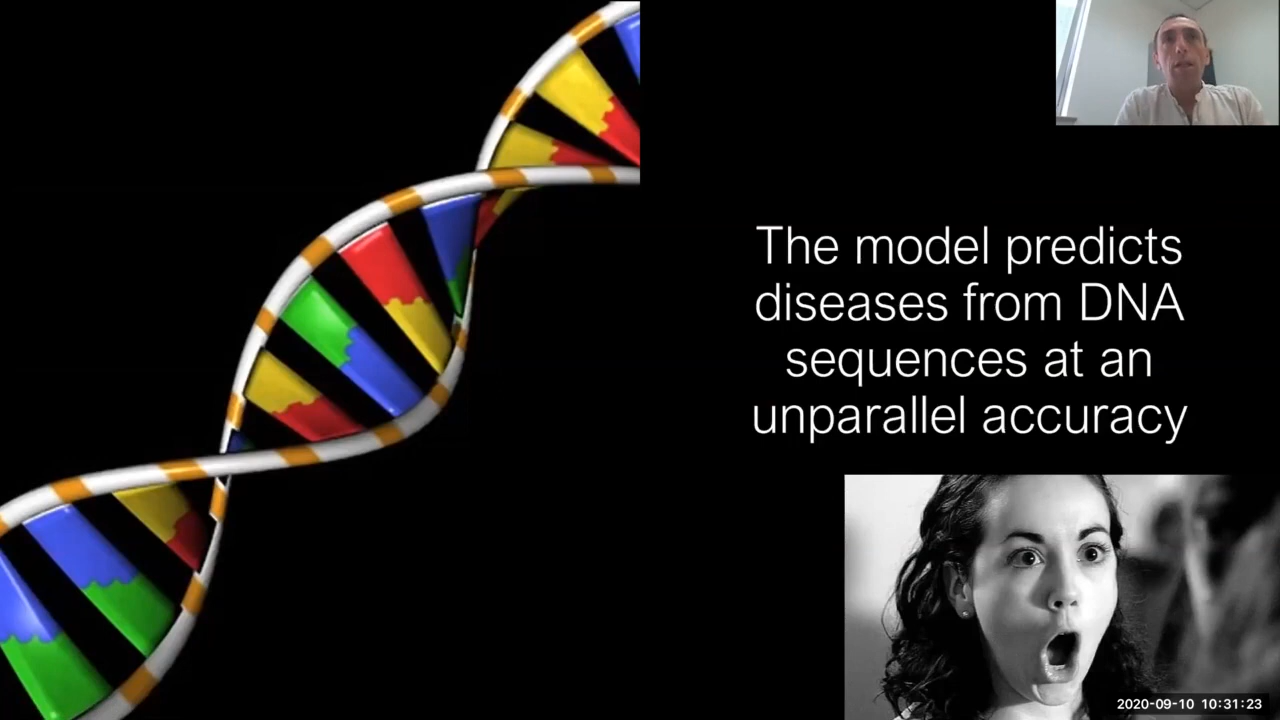 The model predicts
diseases from DNA
sequences at an
unparallel accuracy
2020-09-10 10:31:23